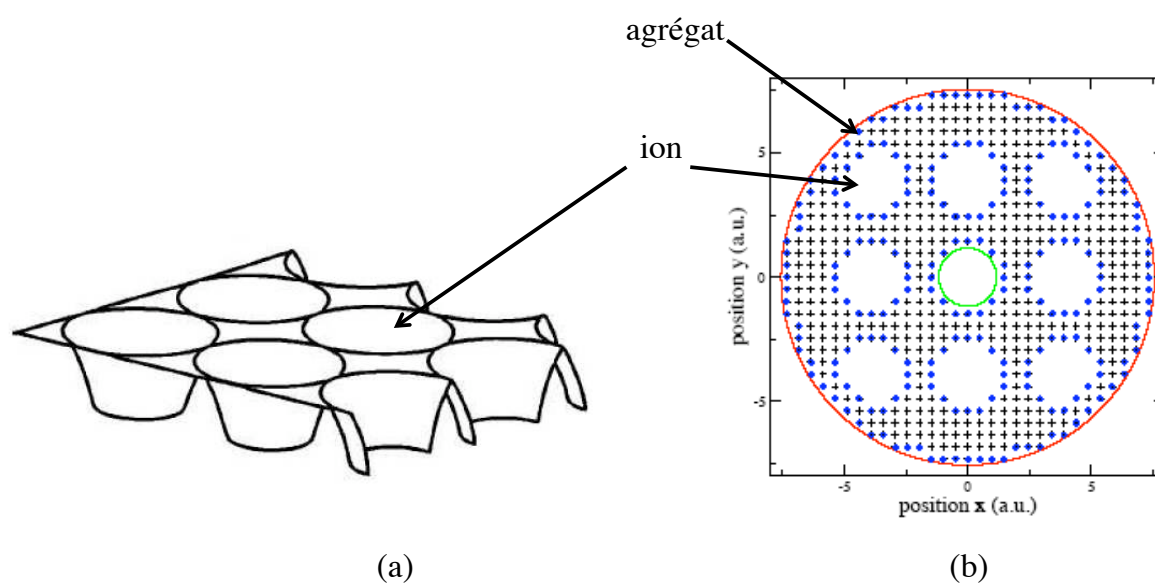 agrégat
ion
5
0
-5
position y (a.u.)
-5
0
5
position x (a.u.)
(a)
(b)